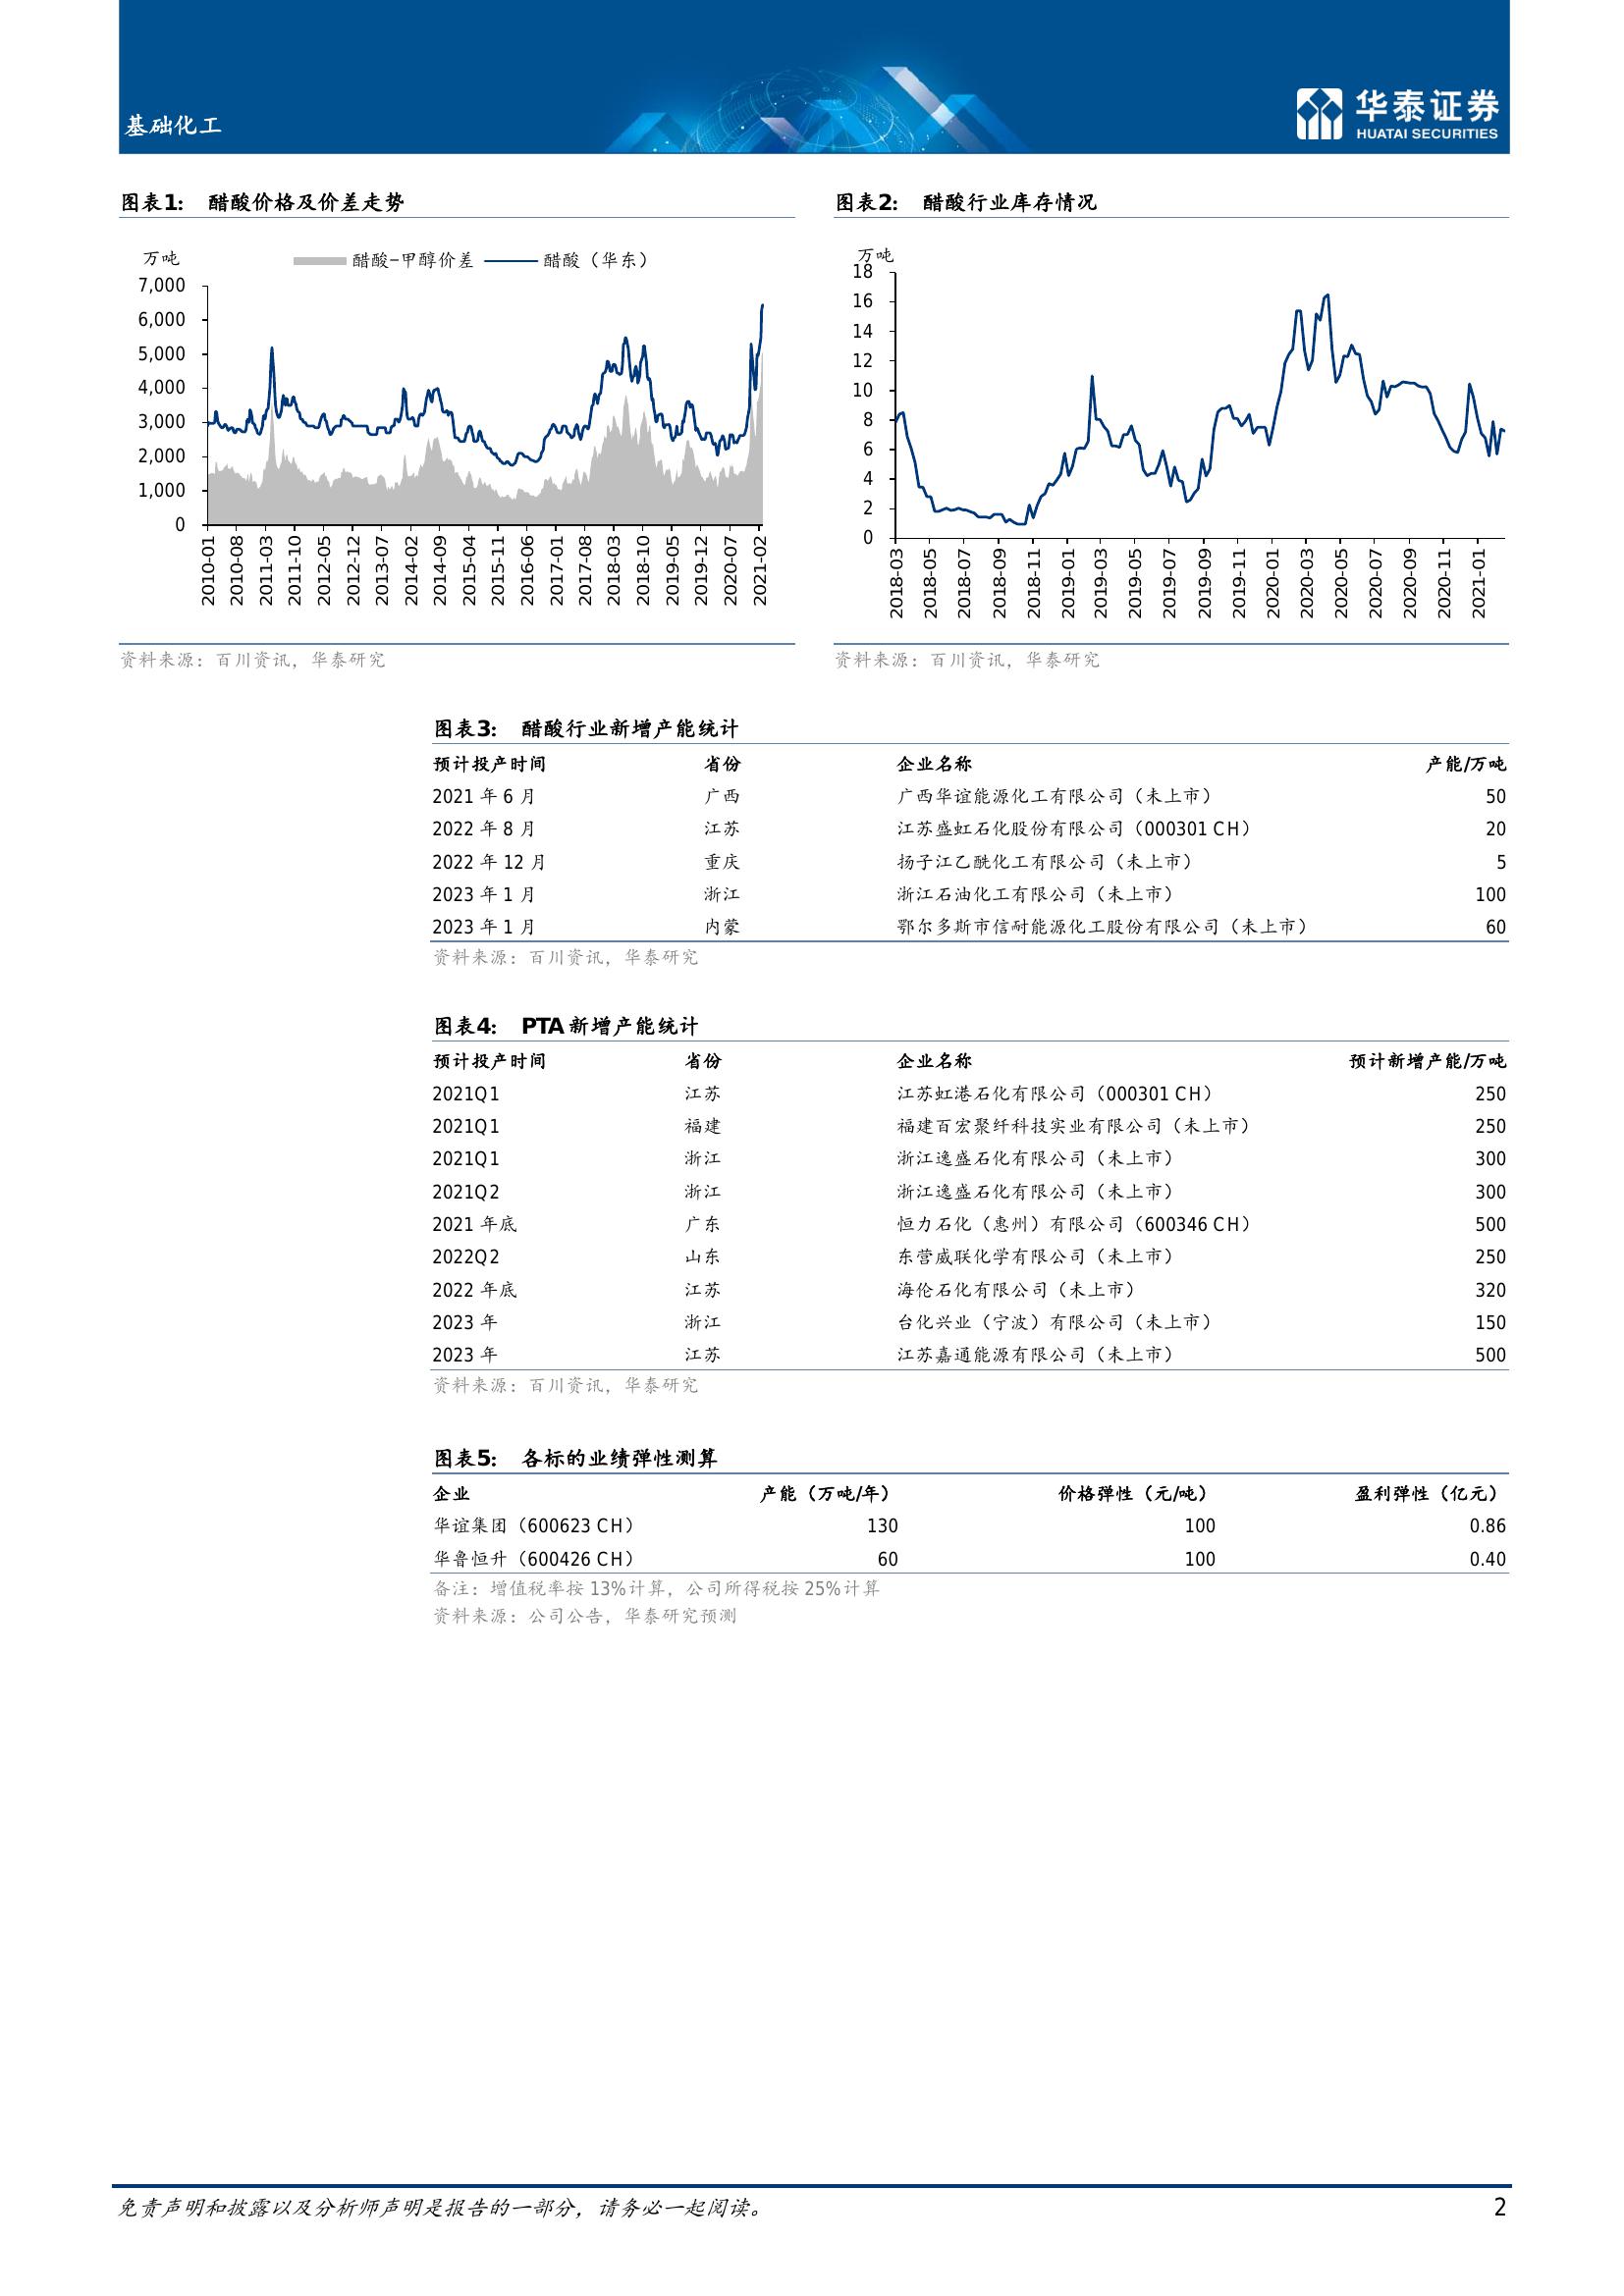 基础化工
华泰证券
HUATAI SECURITIES
图表1： 醋酸价格及价差走势
万吨
醋酸-甲醇价差 醋酸（华东）
7,000
6,000
5,000
4,000
3,000
2,000
1,000
0
2010-01 2010-08 2011-03 2011-10 2012-05 2012-12 2013-07 2014-02 2014-09 2015-04 2015-11 2016-06 2017-01 2017-08 2018-03 2018-10 2019-05 2019-12 2020-07 2021-02
资料来源：百川资讯，华泰研究
图表2： 醋酸行业库存情况
万吨
18
16
14
12
10
8
6
4
2
0
2018-03 2018-05 2018-07 2018-09 2018-11 2019-01 2019-03 2019-05 2019-07 2019-09 2019-11 2020-01 2020-03 2020-05 2020-07 2020-09 2020-11 2021-01
资料来源：百川资讯，华泰研究
图表3： 醋酸行业新增产能统计
预计投产时间 省份 企业名称 产能/万吨
2021 年 6 月 广西 广西华谊能源化工有限公司（未上市） 50
2022 年 8 月 江苏 江苏盛虹石化股份有限公司（000301 CH） 20
2022 年 12 月 重庆 扬子江乙酰化工有限公司（未上市） 5
2023 年 1 月 浙江 浙江石油化工有限公司（未上市） 100
2023 年 1 月 内蒙 鄂尔多斯市信耐能源化工股份有限公司（未上市） 60
资料来源：百川资讯，华泰研究
图表4： PTA 新增产能统计
预计投产时间 省份 企业名称 预计新增产能/万吨
2021Q1 江苏 江苏虹港石化有限公司（000301 CH） 250
2021Q1 福建 福建百宏聚纤科技实业有限公司（未上市） 250
2021Q1 浙江 浙江逸盛石化有限公司（未上市） 300
2021Q2 浙江 浙江逸盛石化有限公司（未上市） 300
2021 年底 广东 恒力石化（惠州）有限公司（600346 CH） 500
2022Q2 山东 东营威联化学有限公司（未上市） 250
2022 年底 江苏 海伦石化有限公司（未上市） 320
2023 年 浙江 台化兴业（宁波）有限公司（未上市） 150
2023 年 江苏 江苏嘉通能源有限公司（未上市） 500
资料来源：百川资讯，华泰研究
图表5： 各标的业绩弹性测算
企业 产能（万吨/年） 价格弹性（元/吨） 盈利弹性（亿元）
华谊集团（600623 CH） 130 100 0.86
华鲁恒升（600426 CH） 60 100 0.40
备注：增值税率按 13%计算，公司所得税按 25%计算
资料来源：公司公告，华泰研究预测
免责声明和披露以及分析师声明是报告的一部分，请务必一起阅读。 2